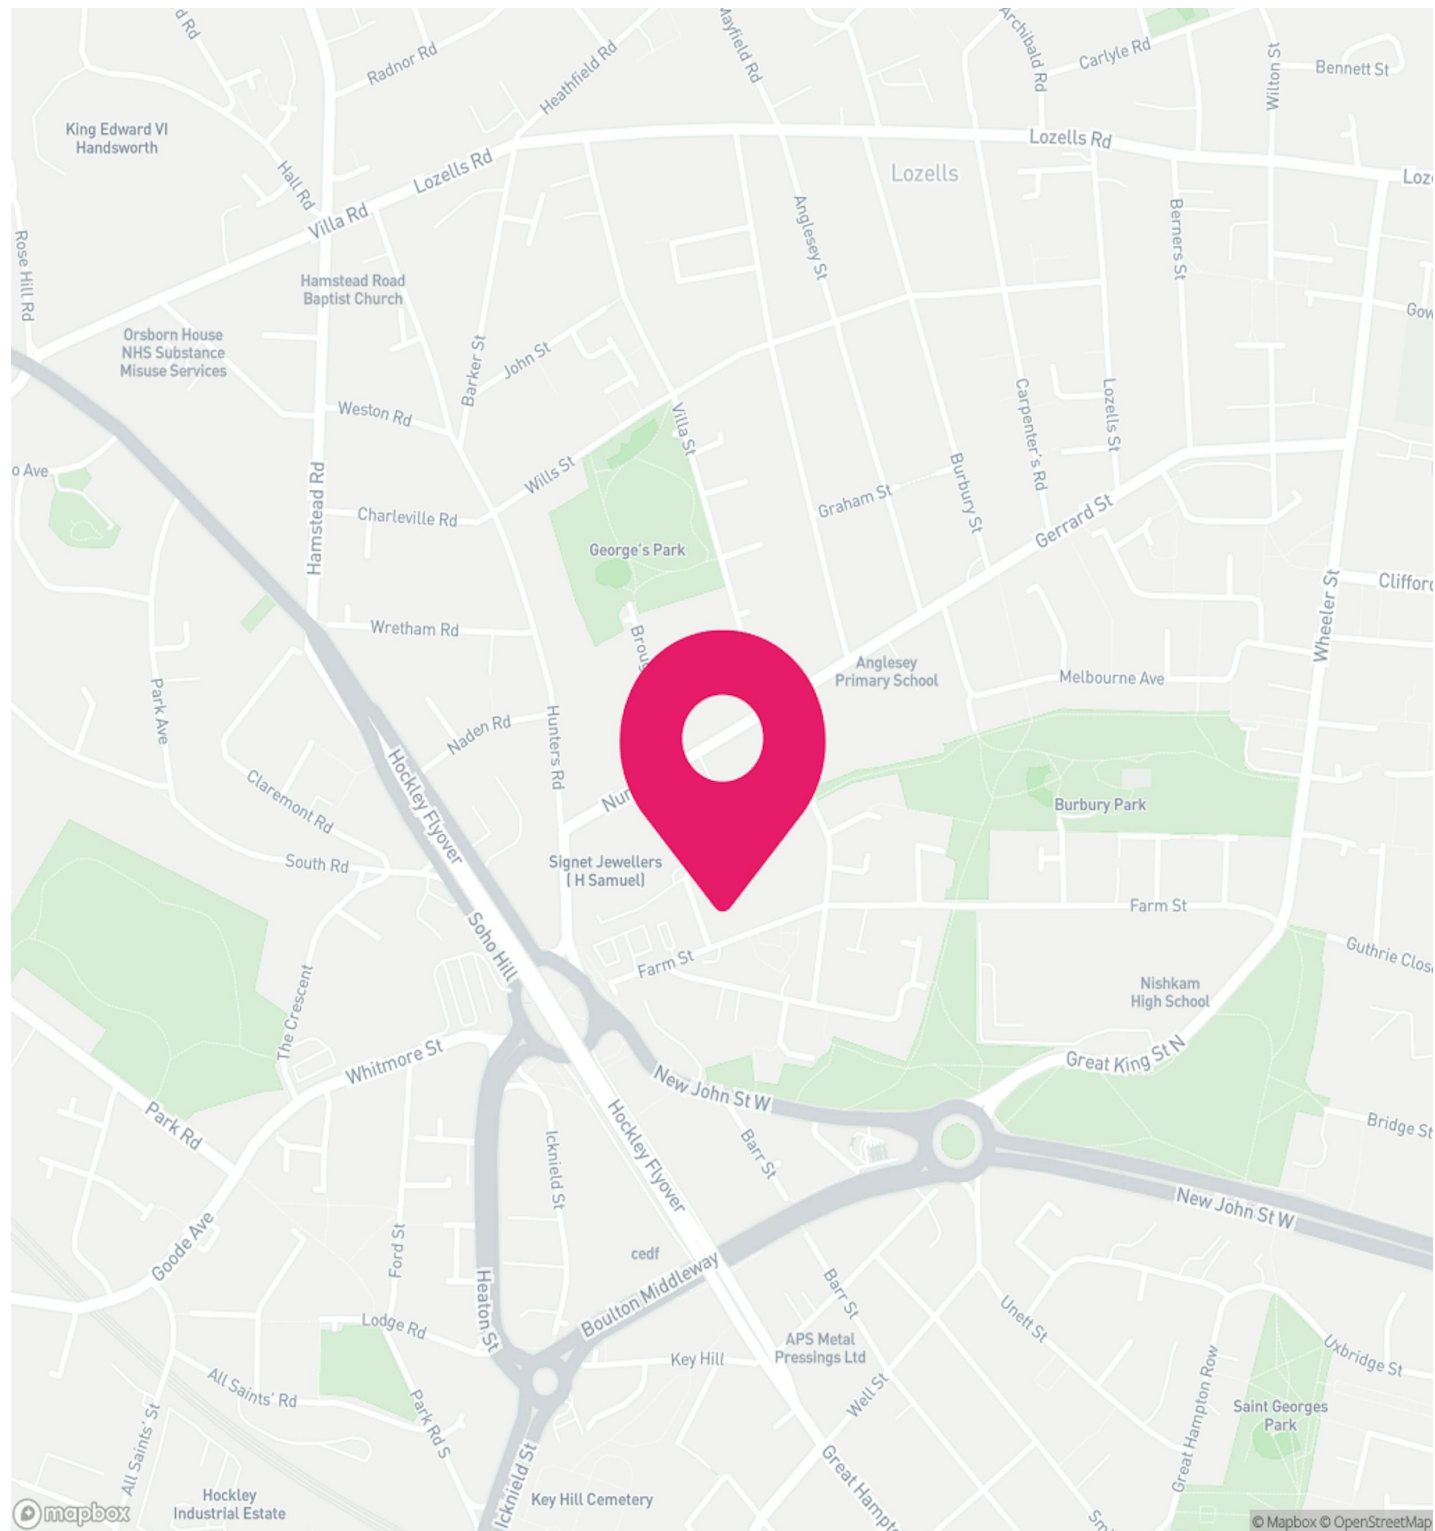 d Rd
Radnor Rd
Heathfield Rd
Mayfield Rd
Archibald Rd
Carlyle Rd
Wilton St
Bennett St
King Edward VI
Handsworth
Hall Rd
Lozells Rd
Lozells Rd
Lozells
Loz
Villa Rd
Rose Hill Rd
Anglesey St
Berners St
Hamstead Road
Baptist Church
Gow
Orsborn House
NHS Substance
Misuse Services
Barker St
John St
Weston Rd
Villa St
Carpenter's Rd
Lozells St
o Ave
Hamstead Rd
Wills St
Graham St
Burbury St
Charleville Rd
Gerrard St
George's Park
Clifford
Wretham Rd
Broug
Wheeler St
Anglesey
Primary School
Melbourne Ave
Park Ave
Naden Rd
Hunters Rd
Hockley Flyover
Claremont Rd
Nur
Burbury Park
South Rd
Signet Jewellers
( H Samuel)
Soho Hill
Farm St
Farm St
Guthrie Close
The Crescent
Nishkam
High School
Whitmore St
Great King St N
New John St W
Park Rd
Hockley Flyover
Barr St
Icknield St
Bridge St
New John St W
Goode Ave
Ford St
cedf
Heaton St
Boulton Middleway
Barr St
Unett St
Lodge Rd
Key Hill
APS Metal
Pressings Ltd
Uxbridge St
All Saints' Rd
Park Rd S
Well St
Great Hampton Row
Saint Georges
Park
All Saints' St
Icknield St
Great Hampt
Hockley
Industrial Estate
Key Hill Cemetery
Sm
mapbox
© Mapbox © OpenStreetMap